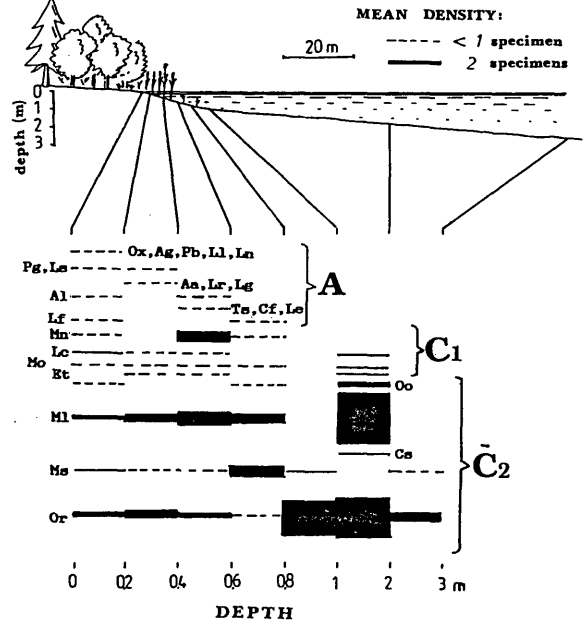 MEAN DENSITY:
20 m
< 1 specimen
2 specimens
depth (m)
0
1
2
3
Ox,Ag,Pb,Ll,Ln
Pg,Ls
Aa,Lr,Lg
A
Al
Ts,Cf,Le
Lf
Mn
C1
Lc
Mo
Et
Oo
Ml
Cs
C2
Ms
Or
0 02 0.4 0.6 0.8 1 2 3 m
DEPTH